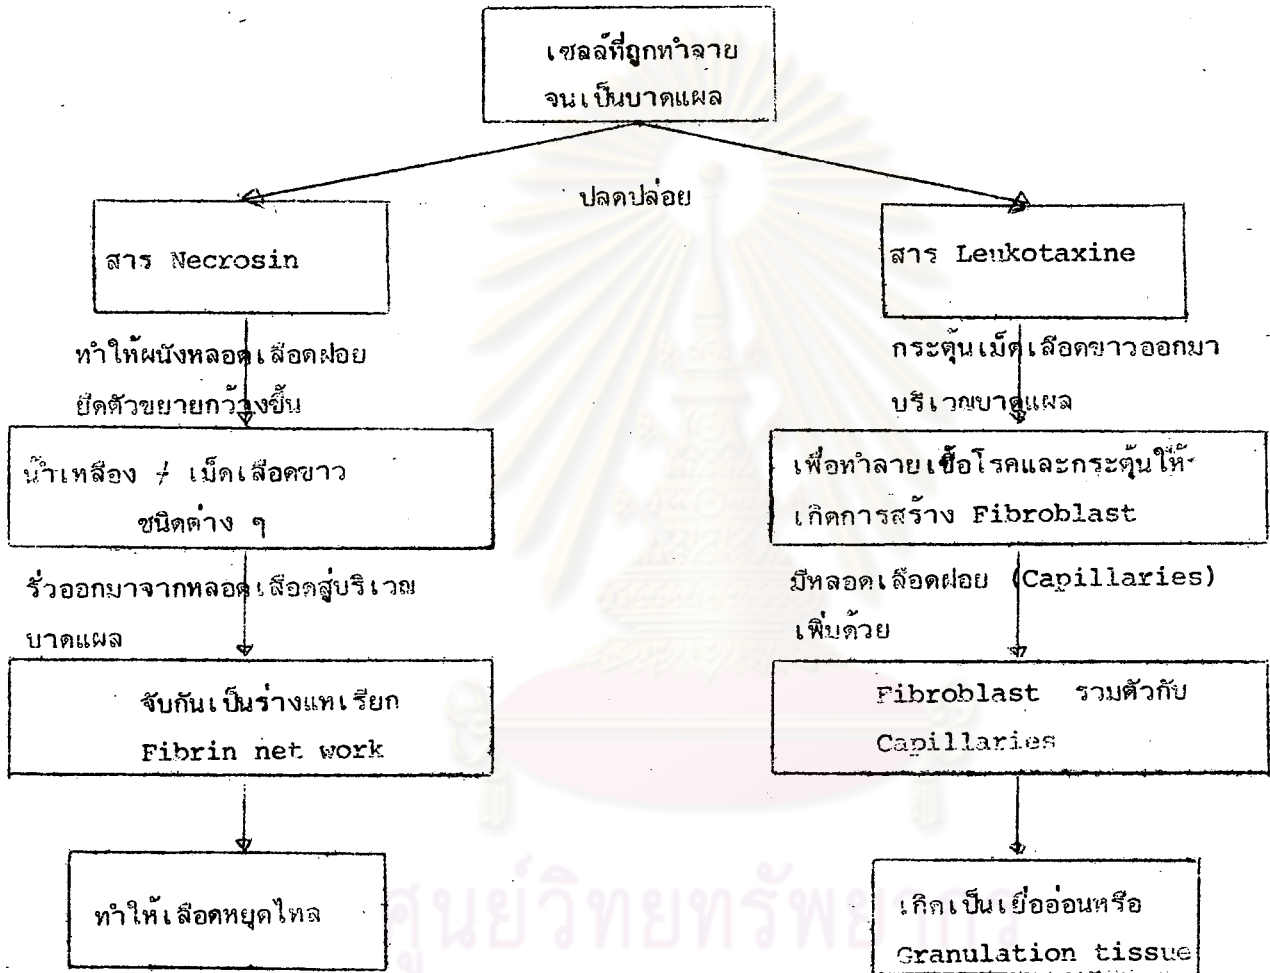 เซลล์ที่ถูกทำลาย
จนเป็นบาดแผล
ปลดปล่อย
สาร Necrosin
สาร Leukotaxine
ทำให้ผนังหลอดเลือดฝอย
ยืดตัวขยายกว้างขึ้น
กระตุ้นเม็ดเลือดขาวออกมา
บริเวณบาดแผล
น้ำเหลือง + เม็ดเลือดขาว
ชนิดต่าง ๆ
เพื่อทำลายเชื้อโรคและกระตุ้นให้
เกิดการสร้าง Fibroblast
รั่วออกมาจากหลอดเลือดสู่บริเวณ
บาดแผล
มีหลอดเลือดฝอย (Capillaries)
เพิ่มด้วย
จับกันเป็นร่างแหเรียก
Fibrin net work
Fibroblast รวมตัวกับ
Capillaries
ทำให้เลือดหยุดไหล
เกิดเป็นเยื่ออ่อนหรือ
Granulation tissue
ศูนย์วิทยทรัพยากร